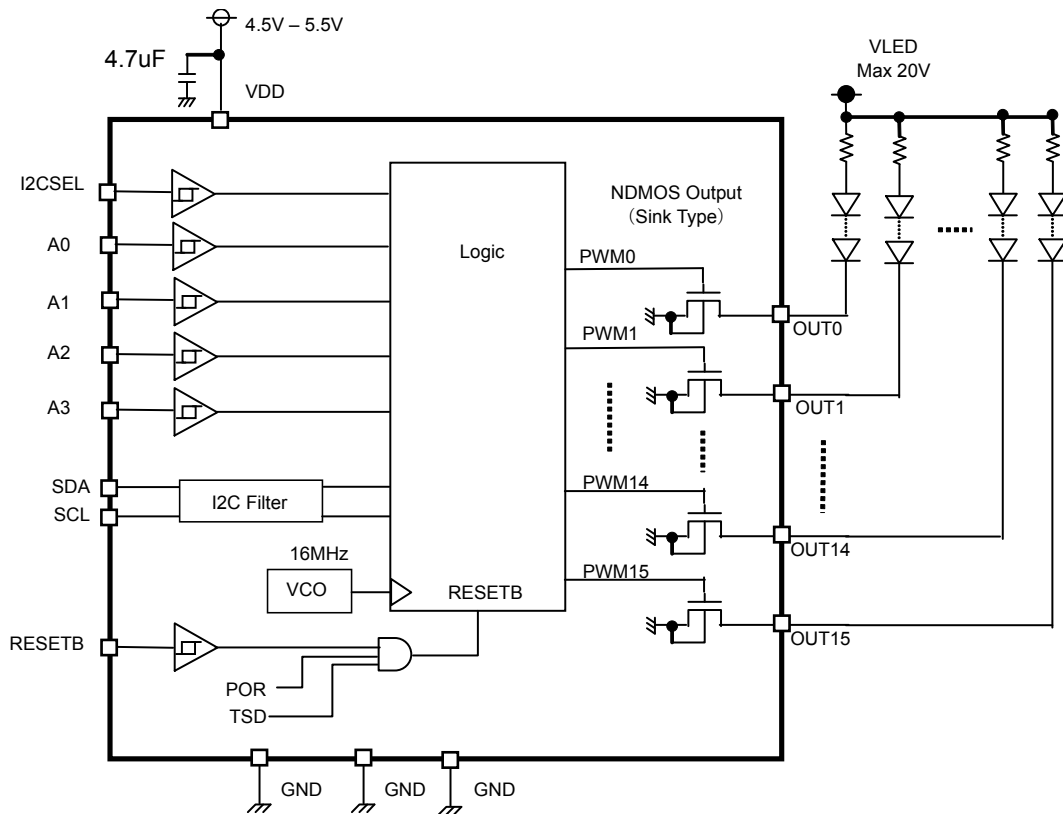 4.5V – 5.5V
4.7uF
VDD
VLED
Max 20V
I2CSEL
A0
A1
A2
A3
SDA
SCL
RESETB
I2C Filter
16MHz
VCO
POR
TSD
Logic
RESETB
NDMOS Output
(Sink Type)
PWM0
PWM1
PWM14
PWM15
OUT0
OUT1
OUT14
OUT15
GND
GND
GND